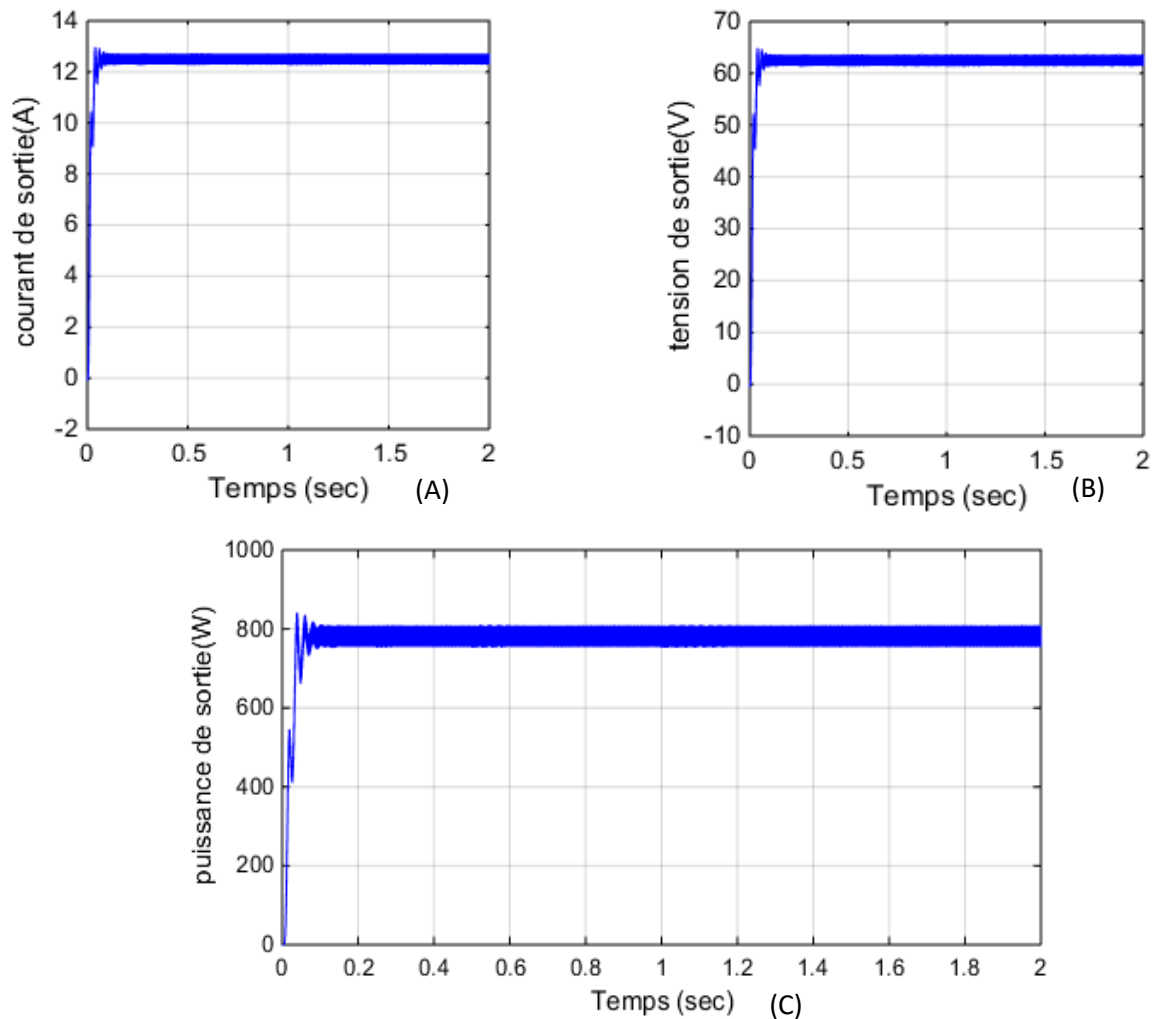 courant de sortie(A)
14
12
10
8
6
4
2
0
-2
0 0.5 1 1.5 2
Temps (sec) (A)
tension de sortie(V)
70
60
50
40
30
20
10
0
-10
0 0.5 1 1.5 2
Temps (sec) (B)
puissance de sortie(W)
1000
800
600
400
200
0
0 0.2 0.4 0.6 0.8 1 1.2 1.4 1.6 1.8 2
Temps (sec) (C)